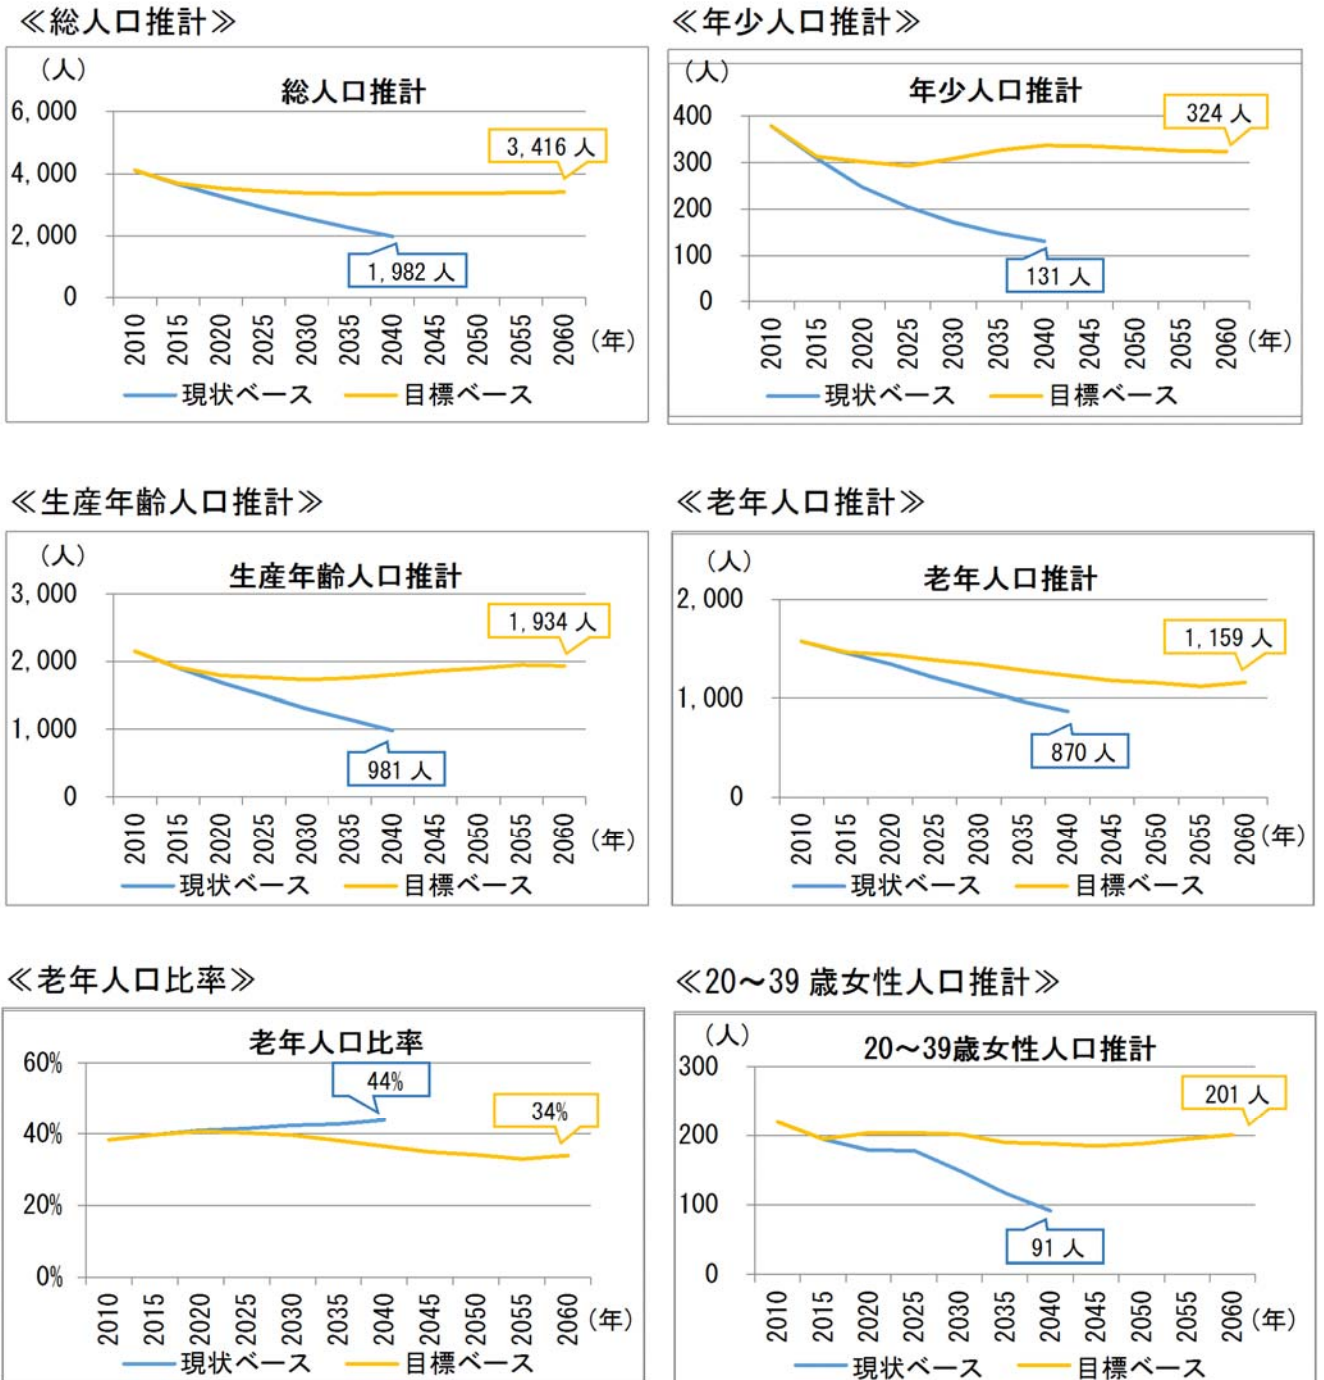 ≪総人口推計≫
(人)
総人口推計
6,000
4,000
2,000
0
3,416 人
1,982 人
2010 2015 2020 2025 2030 2035 2040 2045 2050 2055 2060 (年)
現状ベース 目標ベース
≪年少人口推計≫
(人)
年少人口推計
400
300
200
100
0
324 人
131 人
2010 2015 2020 2025 2030 2035 2040 2045 2050 2055 2060 (年)
現状ベース 目標ベース
≪生産年齢人口推計≫
(人)
生産年齢人口推計
3,000
2,000
1,000
0
1,934 人
981 人
2010 2015 2020 2025 2030 2035 2040 2045 2050 2055 2060 (年)
現状ベース 目標ベース
≪老年人口推計≫
(人)
老年人口推計
2,000
1,000
0
1,159 人
870 人
2010 2015 2020 2025 2030 2035 2040 2045 2050 2055 2060 (年)
現状ベース 目標ベース
≪老年人口比率≫
老年人口比率
60%
40%
20%
0%
44%
34%
2010 2015 2020 2025 2030 2035 2040 2045 2050 2055 2060 (年)
現状ベース 目標ベース
≪20～39 歳女性人口推計≫
(人)
20～39歳女性人口推計
300
200
100
0
201 人
91 人
2010 2015 2020 2025 2030 2035 2040 2045 2050 2055 2060 (年)
現状ベース 目標ベース